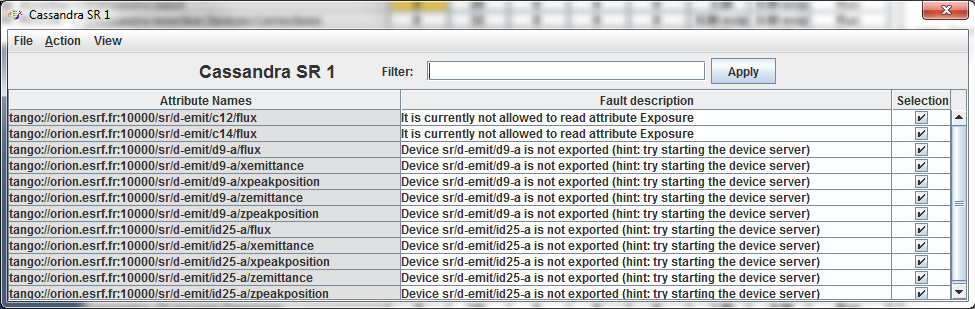 Cassandra SR 1
File Action View
Cassandra SR 1 Filter: Apply
Attribute Names Fault description Selection
tango://orion.esrf.fr:10000/sr/d-emit/c12/flux It is currently not allowed to read attribute Exposure
tango://orion.esrf.fr:10000/sr/d-emit/c14/flux It is currently not allowed to read attribute Exposure
tango://orion.esrf.fr:10000/sr/d-emit/d9-a/flux Device sr/d-emit/d9-a is not exported (hint: try starting the device server)
tango://orion.esrf.fr:10000/sr/d-emit/d9-a/xemittance Device sr/d-emit/d9-a is not exported (hint: try starting the device server)
tango://orion.esrf.fr:10000/sr/d-emit/d9-a/xpeakposition Device sr/d-emit/d9-a is not exported (hint: try starting the device server)
tango://orion.esrf.fr:10000/sr/d-emit/d9-a/zemittance Device sr/d-emit/d9-a is not exported (hint: try starting the device server)
tango://orion.esrf.fr:10000/sr/d-emit/d9-a/zpeakposition Device sr/d-emit/d9-a is not exported (hint: try starting the device server)
tango://orion.esrf.fr:10000/sr/d-emit/id25-a/flux Device sr/d-emit/id25-a is not exported (hint: try starting the device server)
tango://orion.esrf.fr:10000/sr/d-emit/id25-a/xemittance Device sr/d-emit/id25-a is not exported (hint: try starting the device server)
tango://orion.esrf.fr:10000/sr/d-emit/id25-a/xpeakposition Device sr/d-emit/id25-a is not exported (hint: try starting the device server)
tango://orion.esrf.fr:10000/sr/d-emit/id25-a/zemittance Device sr/d-emit/id25-a is not exported (hint: try starting the device server)
tango://orion.esrf.fr:10000/sr/d-emit/id25-a/zpeakposition Device sr/d-emit/id25-a is not exported (hint: try starting the device server)